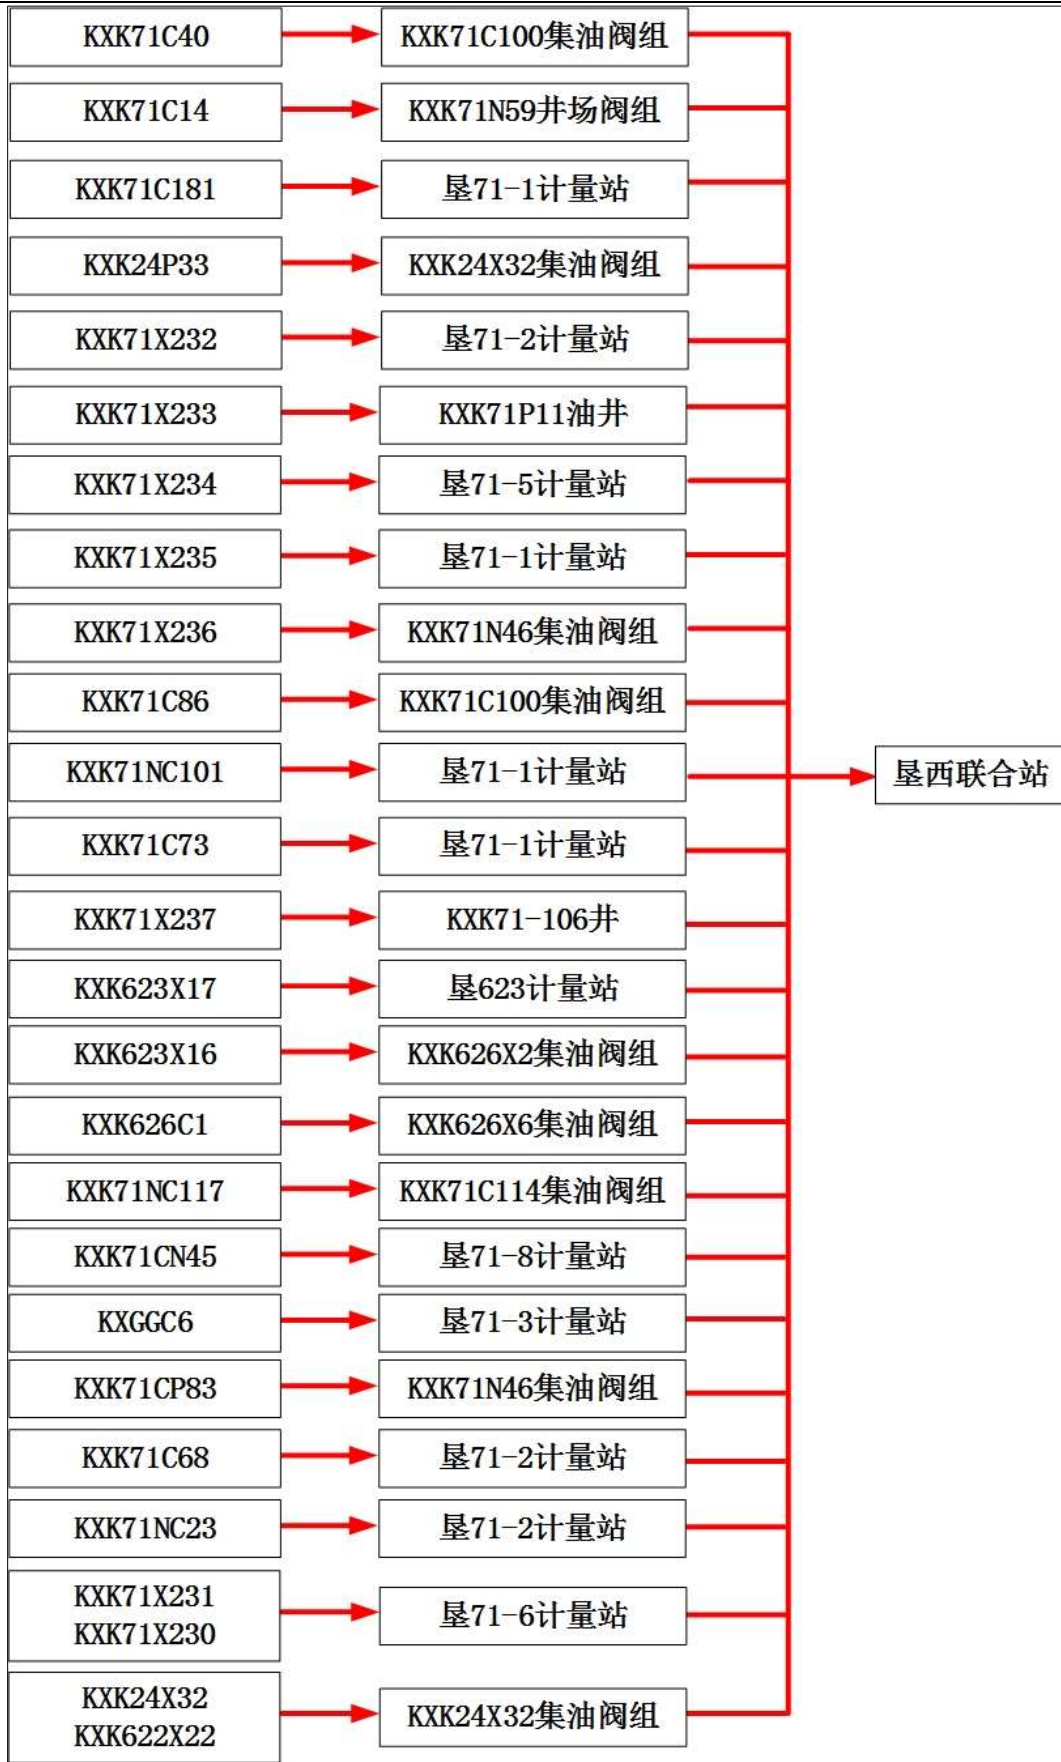 KXK71C40
KXK71C100集油阀组
KXK71C14
KXK71N59井场阀组
KXK71C181
垦71-1计量站
KXK24P33
KXK24X32集油阀组
KXK71X232
垦71-2计量站
KXK71X233
KXK71P11油井
KXK71X234
垦71-5计量站
KXK71X235
垦71-1计量站
KXK71X236
KXK71N46集油阀组
KXK71C86
KXK71C100集油阀组
KXK71NC101
垦71-1计量站
垦西联合站
KXK71C73
垦71-1计量站
KXK71X237
KXK71-106井
KXK623X17
垦623计量站
KXK623X16
KXK626X2集油阀组
KXK626C1
KXK626X6集油阀组
KXK71NC117
KXK71C114集油阀组
KXK71CN45
垦71-8计量站
KXGGC6
垦71-3计量站
KXK71CP83
KXK71N46集油阀组
KXK71C68
垦71-2计量站
KXK71NC23
垦71-2计量站
KXK71X231
KXK71X230
垦71-6计量站
KXK24X32
KXK622X22
KXK24X32集油阀组